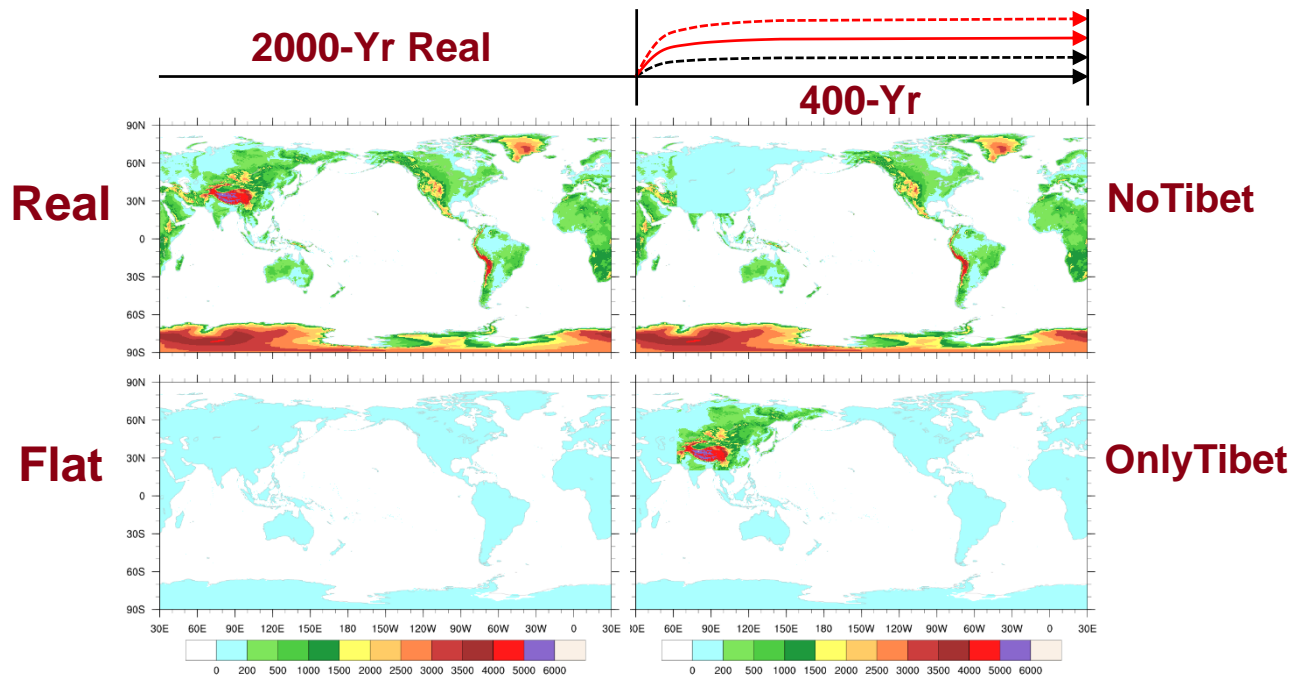 2000-Yr Real
400-Yr
Real
NoTibet
90N
60N
30N
0
30S
60S
90S
Flat
OnlyTibet
90N
60N
30N
0
30S
60S
90S
30E 60E 90E 120E 150E 180 150W 120W 90W 60W 30W 0 30E 60E 90E 120E 150E 180 150W 120W 90W 60W 30W 0 30E
0 200 500 1000 1500 2000 2500 3000 3500 4000 5000 6000
0 200 500 1000 1500 2000 2500 3000 3500 4000 5000 6000